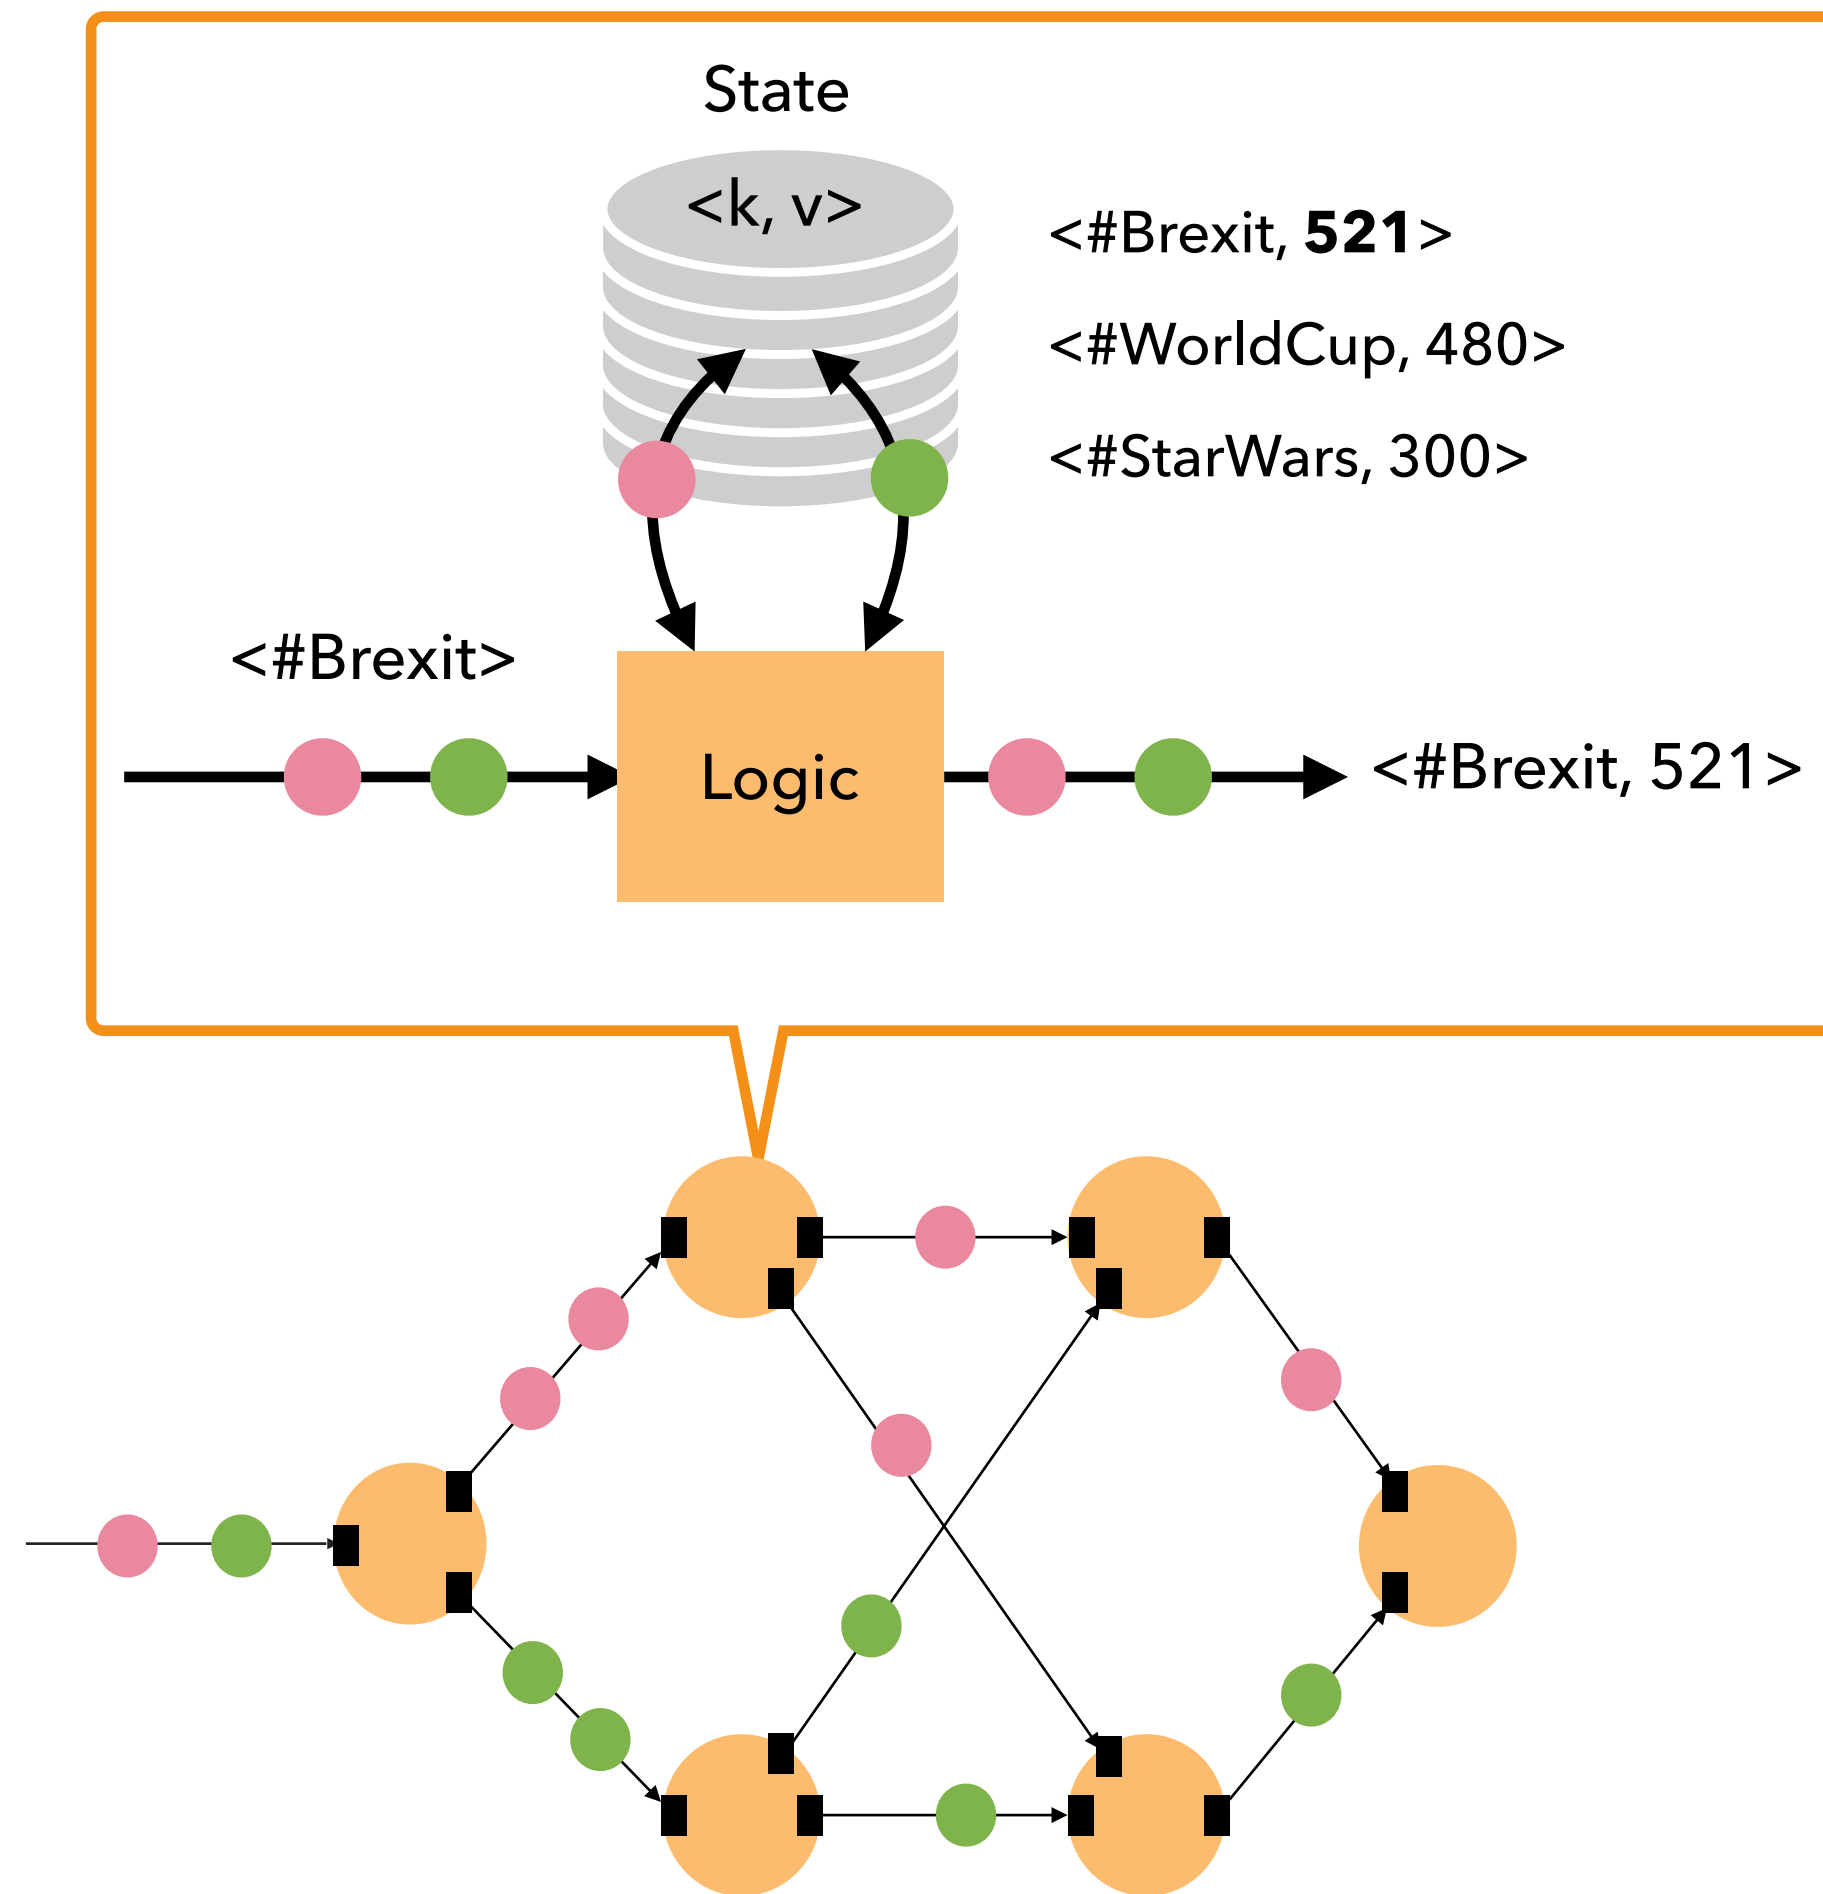 State
<k, v>
<#Brexit, 521>
<#WorldCup, 480>
<#StarWars, 300>
<#Brexit>
Logic
<#Brexit, 521>